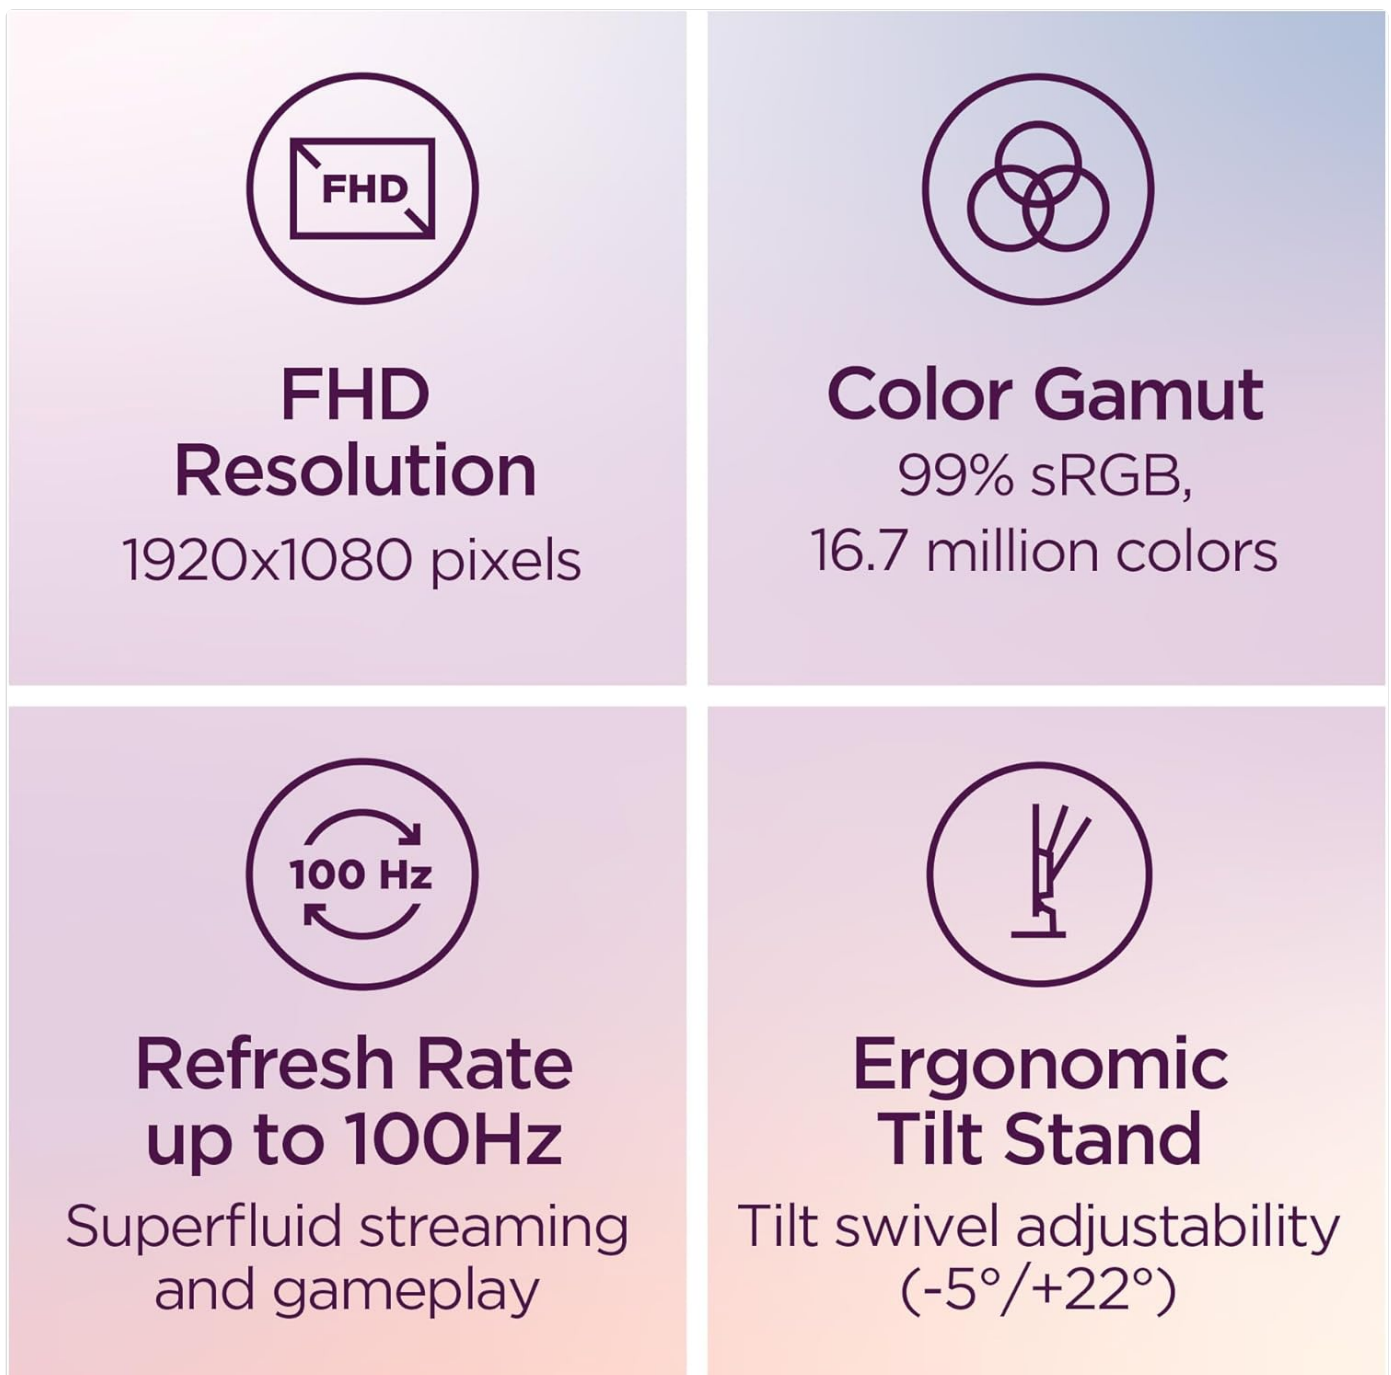 FHD
FHD
Resolution
1920x1080 pixels
Color Gamut
99% sRGB,
16.7 million colors
100 Hz
Refresh Rate
up to 100Hz
Superfluid streaming
and gameplay
Ergonomic
Tilt Stand
Tilt swivel adjustability
(-5°/+22°)